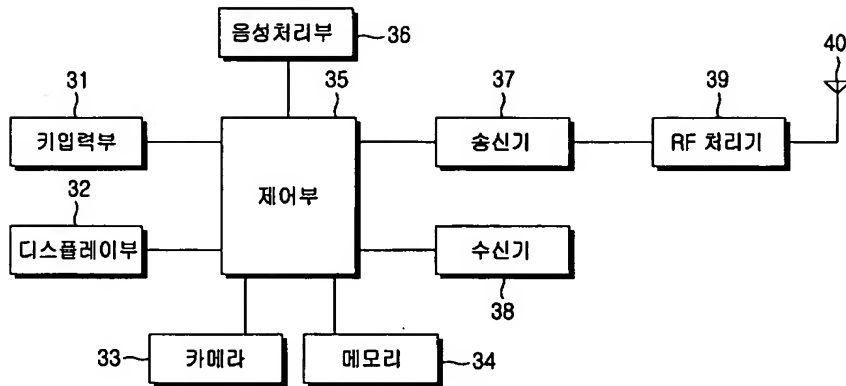 음성처리부
36
40
31
35
37
39
키입력부
송신기
RF 처리기
제어부
32
디스플레이부
수신기
38
33
카메라
메모리
34